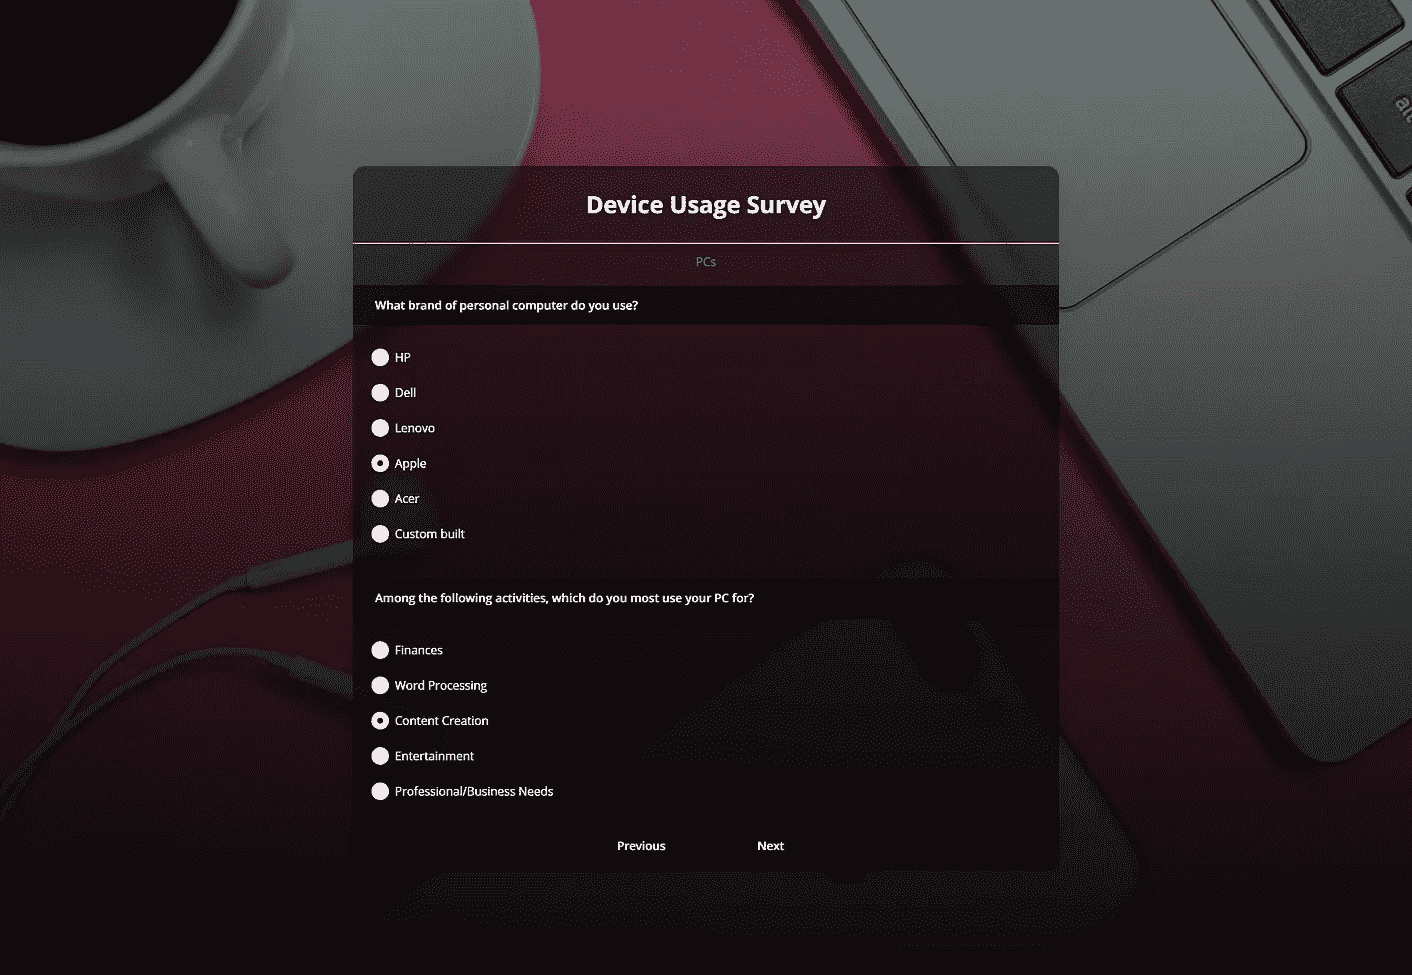 Device Usage Survey
PCs
What brand of personal computer do you use?
HP
Dell
Lenovo
Apple
Acer
Custom built
Among the following activities, which do you most use your PC for?
Finances
Word Processing
Content Creation
Entertainment
Professional/Business Needs
Previous
Next